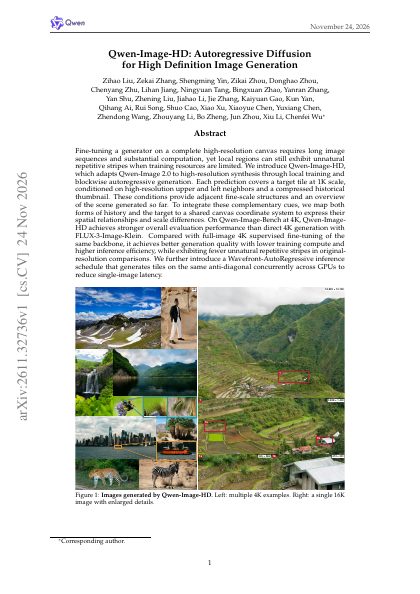 Qwen
November 24, 2026
Qwen-Image-HD: Autoregressive Diffusion
for High Definition Image Generation
Zihao Liu, Zekai Zhang, Shengming Yin, Zikai Zhou, Donghao Zhou,
Chenyang Zhu, Lihan Jiang, Ningyuan Tang, Bingxuan Zhao, Yanran Zhang,
Yan Shu, Zhening Liu, Jiahao Li, Jie Zhang, Kaiyuan Gao, Kun Yan,
Qihang Ai, Rui Song, Shuo Cao, Xiao Xu, Xiaoyue Chen, Yuxiang Chen,
Zhendong Wang, Zhouyang Li, Bo Zheng, Jun Zhou, Xiu Li, Chenfei Wu*
Abstract
Fine-tuning a generator on a complete high-resolution canvas requires long
image sequences and substantial computation, yet local regions can still exhibit unnatural
repetitive stripes when training resources are limited. We introduce Qwen-Image-HD,
which adapts Qwen-Image 2.0 to high-resolution synthesis through local training and
blockwise autoregressive generation. Each prediction covers a target tile at 1K scale,
conditioned on high-resolution upper and left neighbors and a compressed historical
thumbnail. These conditions provide adjacent fine-scale structures and an overview
of the scene generated so far. To integrate these complementary cues, we map both
forms of history and the target to a shared canvas coordinate system to express their
spatial relationships and scale differences. On Qwen-Image-Bench at 4K, Qwen-Image-
HD achieves stronger overall evaluation performance than direct 4K generation with
FLUX-3-Image-Klein. Compared with full-image 4K supervised fine-tuning of the
same backbone, it achieves better generation quality with lower training compute and
higher inference efficiency, while exhibiting fewer unnatural repetitive stripes in original-
resolution comparisons. We further introduce a Wavefront-AutoRegressive inference
schedule that generates tiles on the same anti-diagonal concurrently across GPUs to
reduce single-image latency.
Figure 1: Images generated by Qwen-Image-HD. Left: multiple 4K examples. Right: a single 16K
image with enlarged details.
*Corresponding author.
1
arXiv:2611.32736v1 [cs.CV] 24 Nov 2026